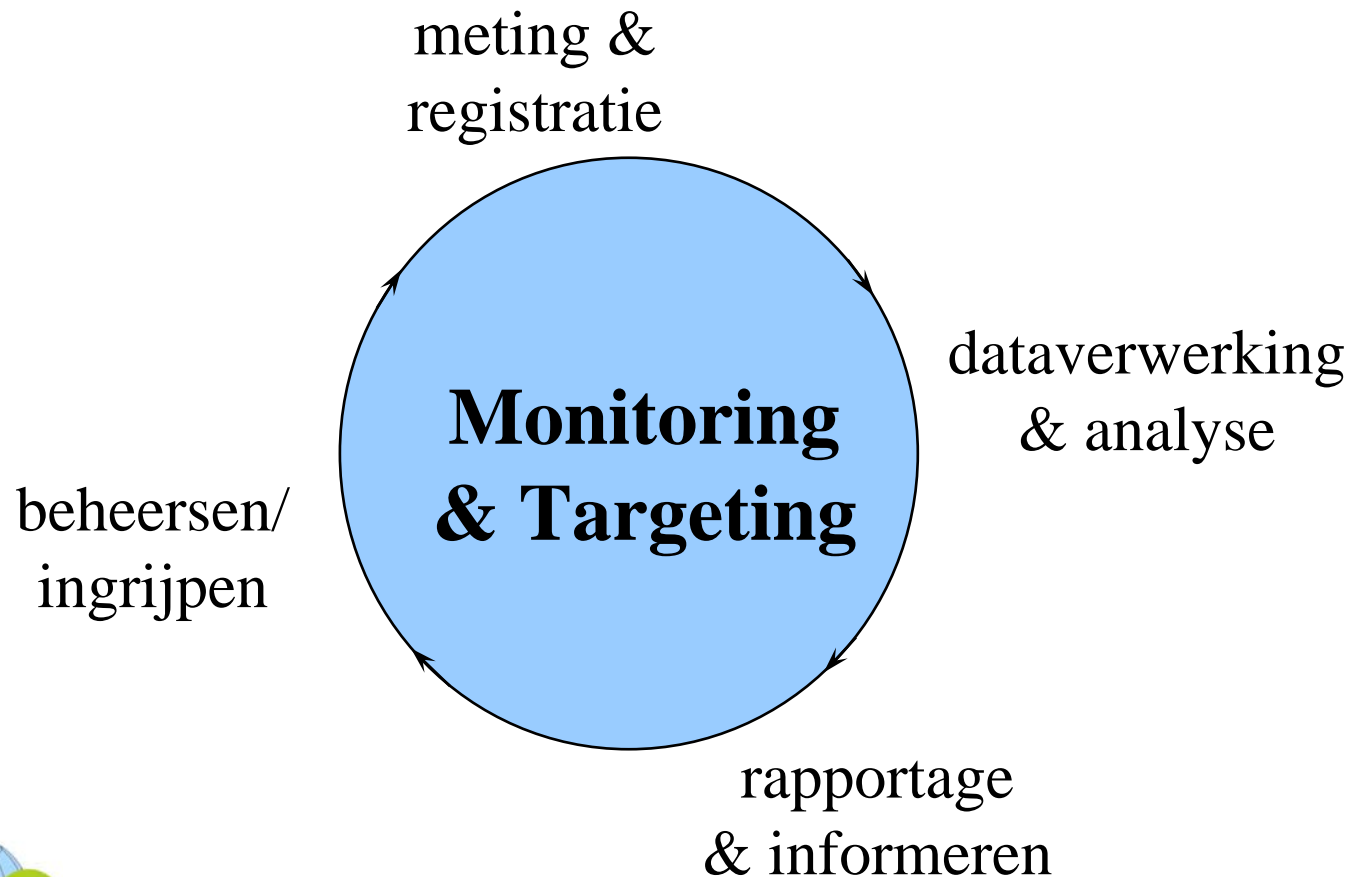 meting &
registratie
dataverwerking
& analyse
Monitoring
& Targeting
beheersen/
ingrijpen
rapportage
& informeren